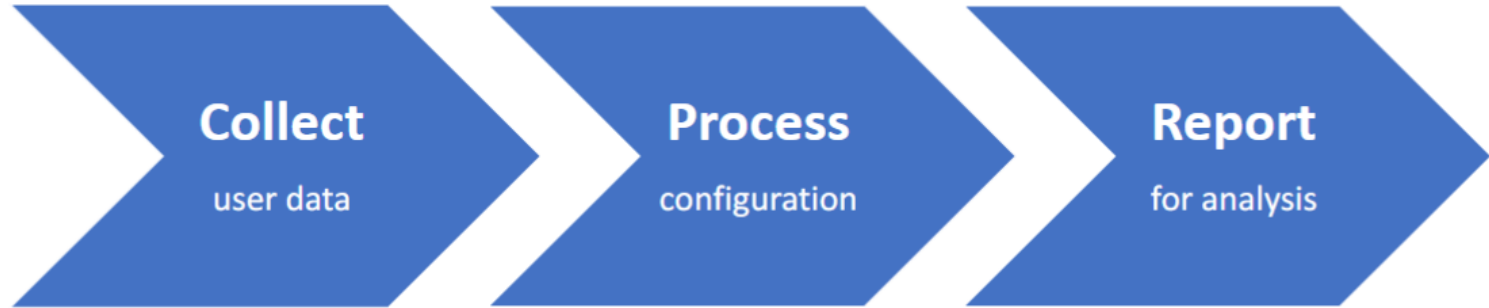 Collect
user data
Process
configuration
Report
for analysis